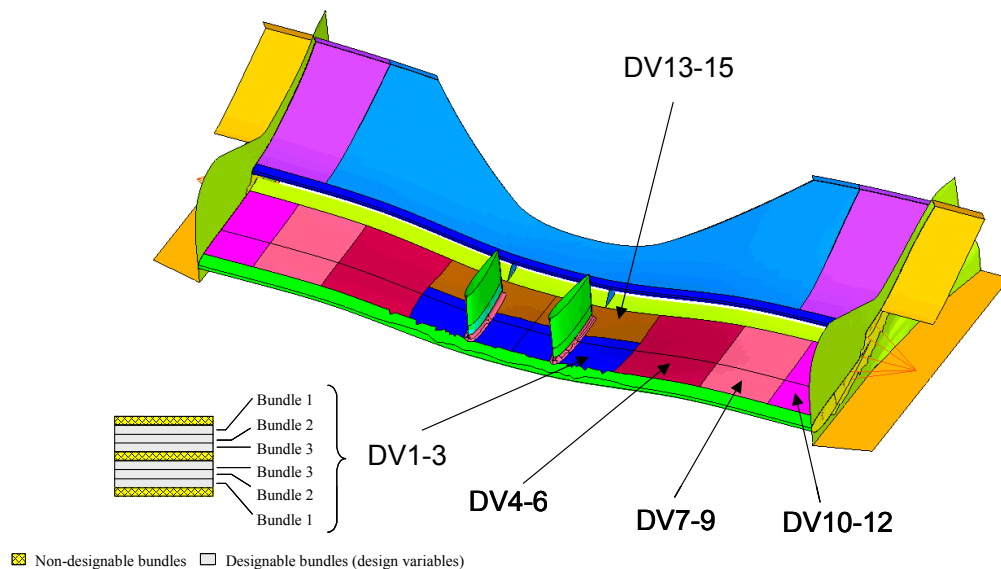 DV13-15
Bundle 1
Bundle 2
Bundle 3
Bundle 3
Bundle 2
Bundle 1
DV1-3
DV4-6
DV7-9
DV10-12
Non-designable bundles
Designable bundles (design variables)